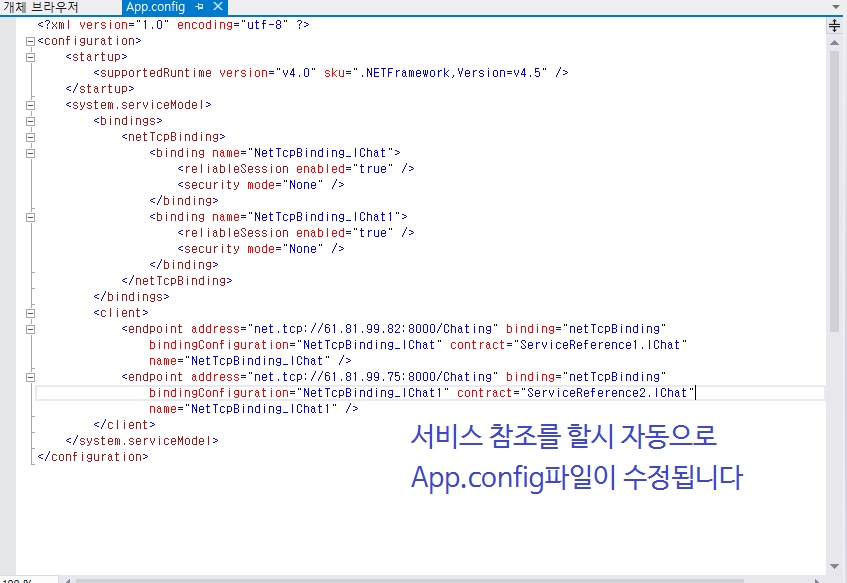 개체 브라우저 App.config
<?xml version="1.0" encoding="utf-8" ?>
<configuration>
<startup>
<supportedRuntime version="v4.0" sku=".NETFramework,Version=v4.5" />
</startup>
<system.serviceModel>
<bindings>
<netTcpBinding>
<binding name="NetTcpBinding_IChat">
<reliableSession enabled="true" />
<security mode="None" />
</binding>
<binding name="NetTcpBinding_IChat1">
<reliableSession enabled="true" />
<security mode="None" />
</binding>
</netTcpBinding>
</bindings>
<client>
<endpoint address="net.tcp://61.81.99.82:8000/Chating" binding="netTcpBinding"
bindingConfiguration="NetTcpBinding_IChat" contract="ServiceReference1.IChat"
name="NetTcpBinding_IChat" />
<endpoint address="net.tcp://61.81.99.75:8000/Chating" binding="netTcpBinding"
bindingConfiguration="NetTcpBinding_IChat1" contract="ServiceReference2.IChat"
name="NetTcpBinding_IChat1" />
</client>
</system.serviceModel>
</configuration>
서비스 참조를 할시 자동으로
App.config파일이 수정됩니다